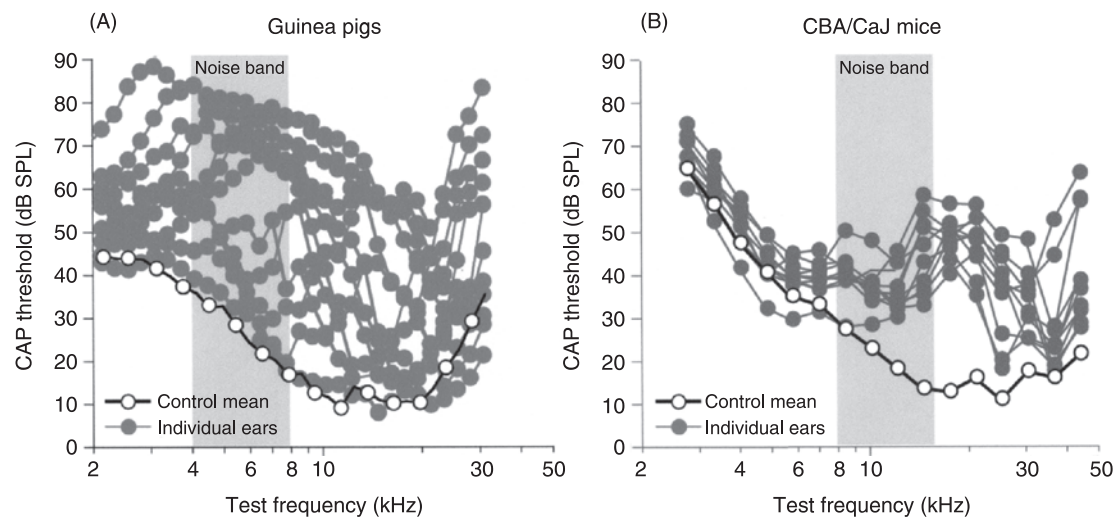 (A)
Guinea pigs
90
80
70
60
50
40
30
20
10
0
CAP threshold (dB SPL)
Noise band
Control mean
Individual ears
2 4 6 8 10 30 50
Test frequency (kHz)
(B)
CBA/CaJ mice
90
80
70
60
50
40
30
20
10
0
CAP threshold (dB SPL)
Noise band
Control mean
Individual ears
2 4 6 8 10 30 50
Test frequency (kHz)